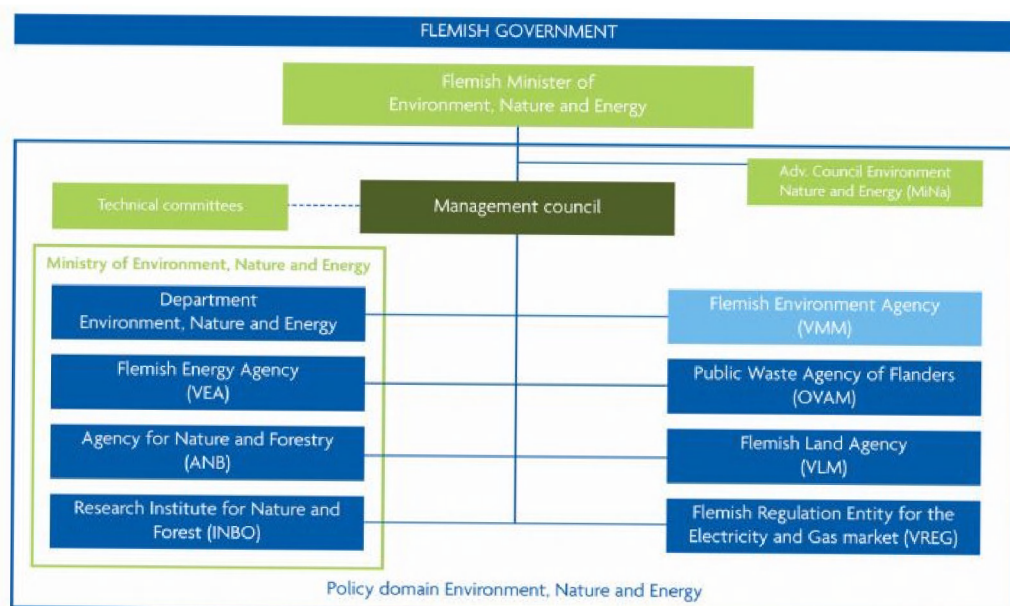 FLEMISH GOVERNMENT
Flemish Minister of
Environment, Nature and Energy
Adv. Council Environment
Nature and Energy (MiNa)
Technical committees
Management council
Ministry of Environment, Nature and Energy
Department
Environment, Nature and Energy
Flemish Environment Agency
(VMM)
Flemish Energy Agency
(VEA)
Public Waste Agency of Flanders
(OVAM)
Agency for Nature and Forestry
(ANB)
Flemish Land Agency
(VLM)
Research Institute for Nature and
Forest (INBO)
Flemish Regulation Entity for the
Electricity and Gas market (VREG)
Policy domain Environment, Nature and Energy